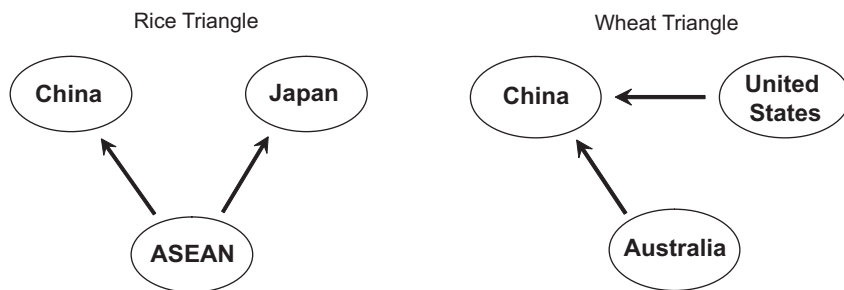 Rice Triangle
China
Japan
ASEAN
Wheat Triangle
China
United
States
Australia